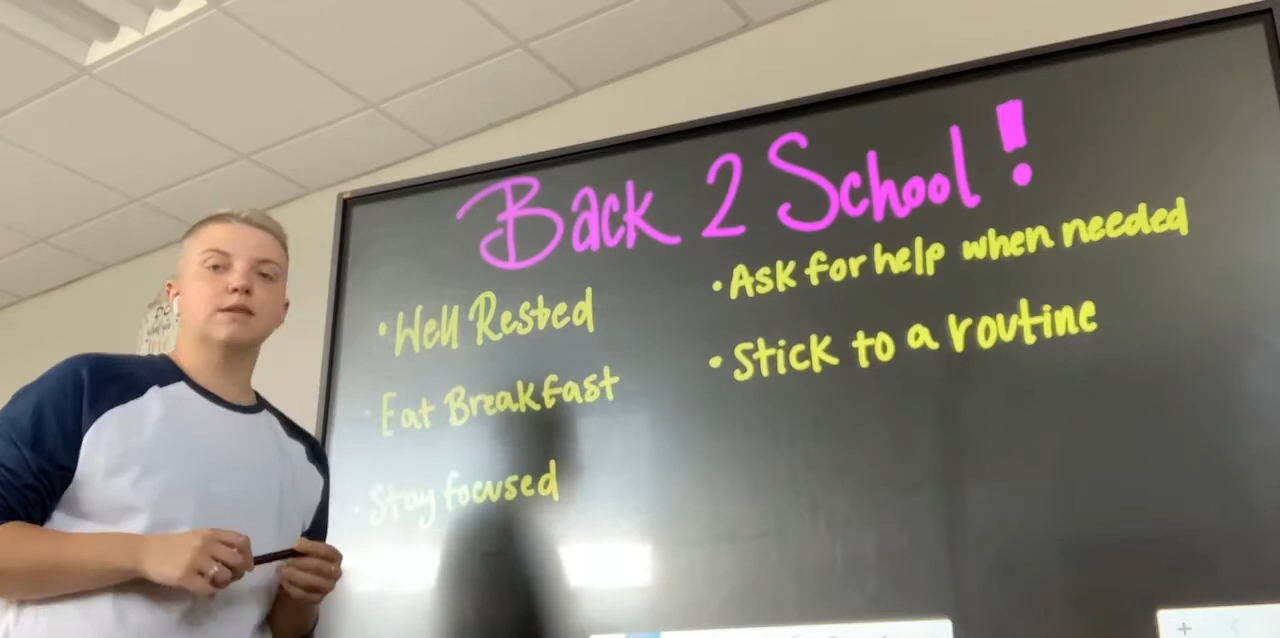 Back 2 School!
• Well Rested
• Eat Breakfast
• Stay focused
• Ask for help when needed
• Stick to a routine